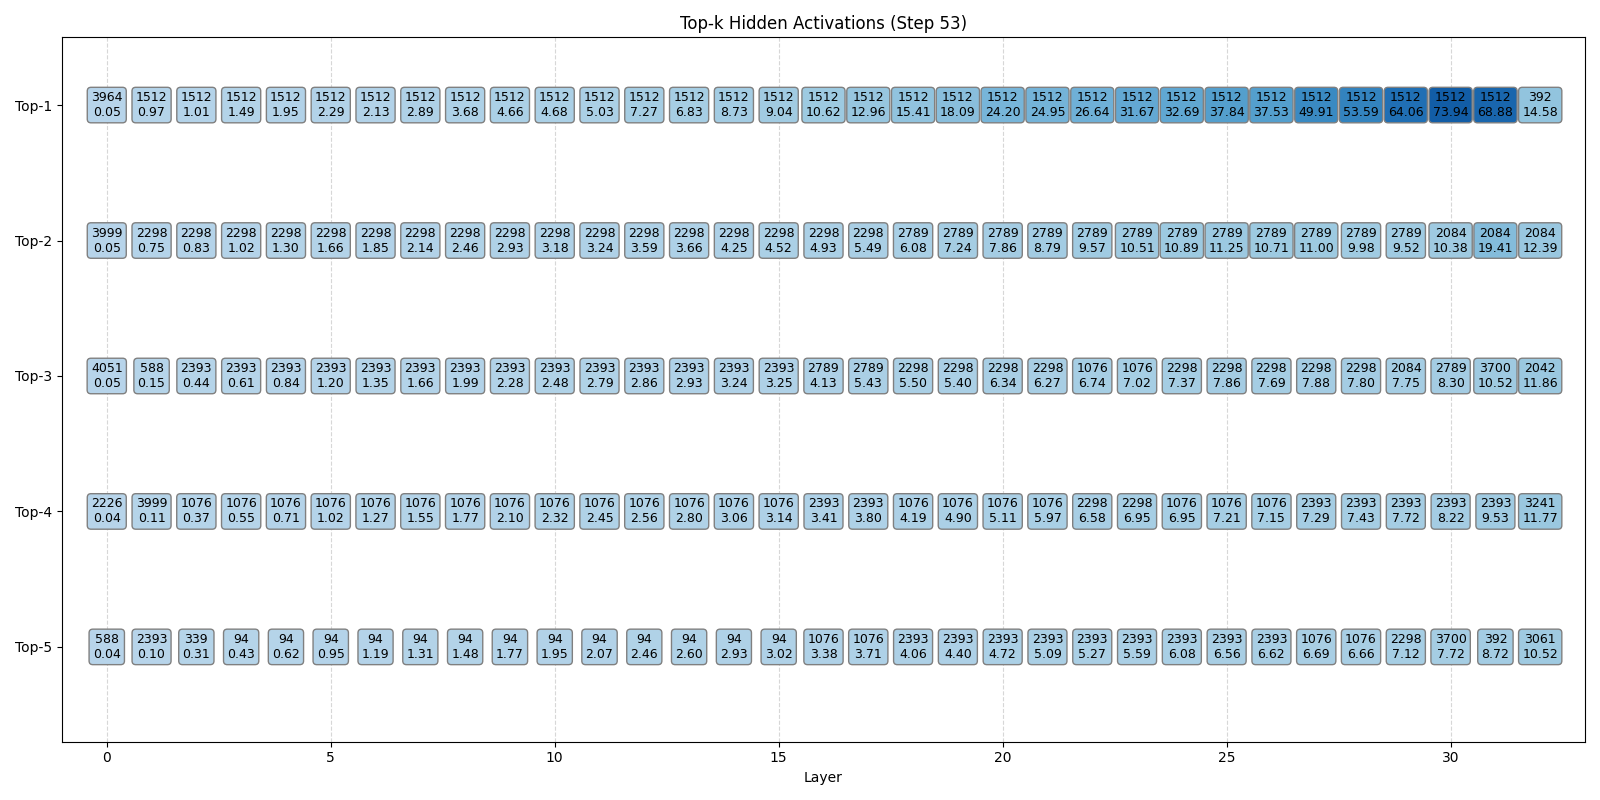 Top-k Hidden Activations (Step 53)
Top-1
3964 1512 1512 1512 1512 1512 1512 1512 1512 1512 1512 1512 1512 1512 1512 1512 1512 1512 1512 1512 1512 1512 1512 1512 1512 1512 1512 1512 1512 1512 1512 1512 392
0.05 0.97 1.01 1.49 1.95 2.29 2.13 2.89 3.68 4.66 4.68 5.03 7.27 6.83 8.73 9.04 10.62 12.96 15.41 18.09 24.20 24.95 26.64 31.67 32.69 37.84 37.53 49.91 53.59 64.06 73.94 68.88 14.58
Top-2
3999 2298 2298 2298 2298 2298 2298 2298 2298 2298 2298 2298 2298 2298 2298 2298 2298 2298 2789 2789 2789 2789 2789 2789 2789 2789 2789 2789 2789 2789 2084 2084 2084
0.05 0.75 0.83 1.02 1.30 1.66 1.85 2.14 2.46 2.93 3.18 3.24 3.59 3.66 4.25 4.52 4.93 5.49 6.08 7.24 7.86 8.79 9.57 10.51 10.89 11.25 10.71 11.00 9.98 9.52 10.38 19.41 12.39
Top-3
4051 588 2393 2393 2393 2393 2393 2393 2393 2393 2393 2393 2393 2393 2393 2393 2789 2789 2298 2298 2298 2298 1076 1076 2298 2298 2298 2298 2298 2084 2789 3700 2042
0.05 0.15 0.44 0.61 0.84 1.20 1.35 1.66 1.99 2.28 2.48 2.79 2.86 2.93 3.24 3.25 4.13 5.43 5.50 5.40 6.34 6.27 6.74 7.02 7.37 7.86 7.69 7.88 7.80 7.75 8.30 10.52 11.86
Top-4
2226 3999 1076 1076 1076 1076 1076 1076 1076 1076 1076 1076 1076 1076 1076 1076 2393 2393 1076 1076 1076 1076 2298 2298 1076 1076 1076 2393 2393 2393 2393 2393 3241
0.04 0.11 0.37 0.55 0.71 1.02 1.27 1.55 1.77 2.10 2.32 2.45 2.56 2.80 3.06 3.14 3.41 3.80 4.19 4.90 5.11 5.97 6.58 6.95 6.95 7.21 7.15 7.29 7.43 7.72 8.22 9.53 11.77
Top-5
588 2393 339 94 94 94 94 94 94 94 94 94 94 94 94 94 1076 1076 2393 2393 2393 2393 2393 2393 2393 2393 2393 1076 1076 2298 3700 392 3061
0.04 0.10 0.31 0.43 0.62 0.95 1.19 1.31 1.48 1.77 1.95 2.07 2.46 2.60 2.93 3.02 3.38 3.71 4.06 4.40 4.72 5.09 5.27 5.59 6.08 6.56 6.62 6.69 6.66 7.12 7.72 8.72 10.52
0 5 10 15 20 25 30
Layer